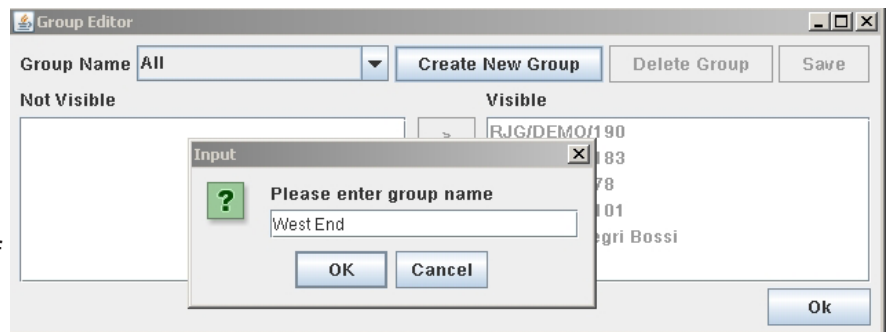 Group Editor
Group Name All Create New Group Delete Group Save
Not Visible Visible
> RJG/DEMO/190
Input 183
Please enter group name 78
? West End 101
egri Bossi
OK Cancel
Ok